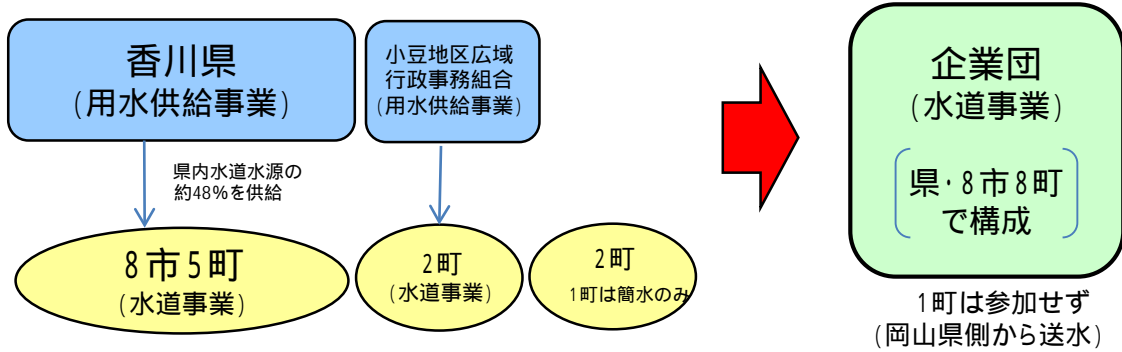 香川県
(用水供給事業)
小豆地区広域
行政事務組合
(用水供給事業)
県内水道水源の
約48%を供給
8市5町
(水道事業)
2町
(水道事業)
2町
1町は簡水のみ
企業団
(水道事業)
県・8市8町
で構成
1町は参加せず
(岡山県側から送水)